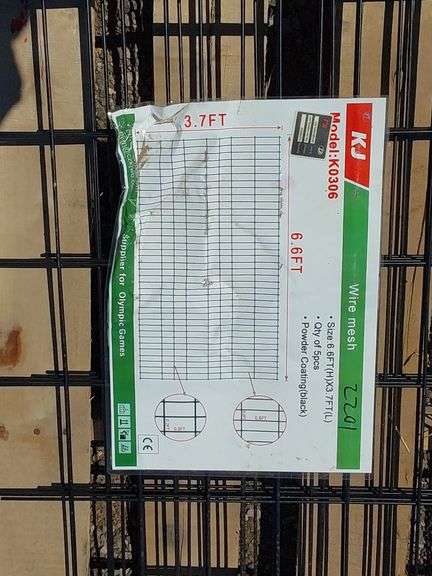 KJ
Model:K0306
Wire mesh
• Size:6.6FT(H)X3.7FT(L)
• Qty of 5pcs
• Powder Coating(black)
2201
3.7FT
6.6FT
Supplier for Olympic Games
CE